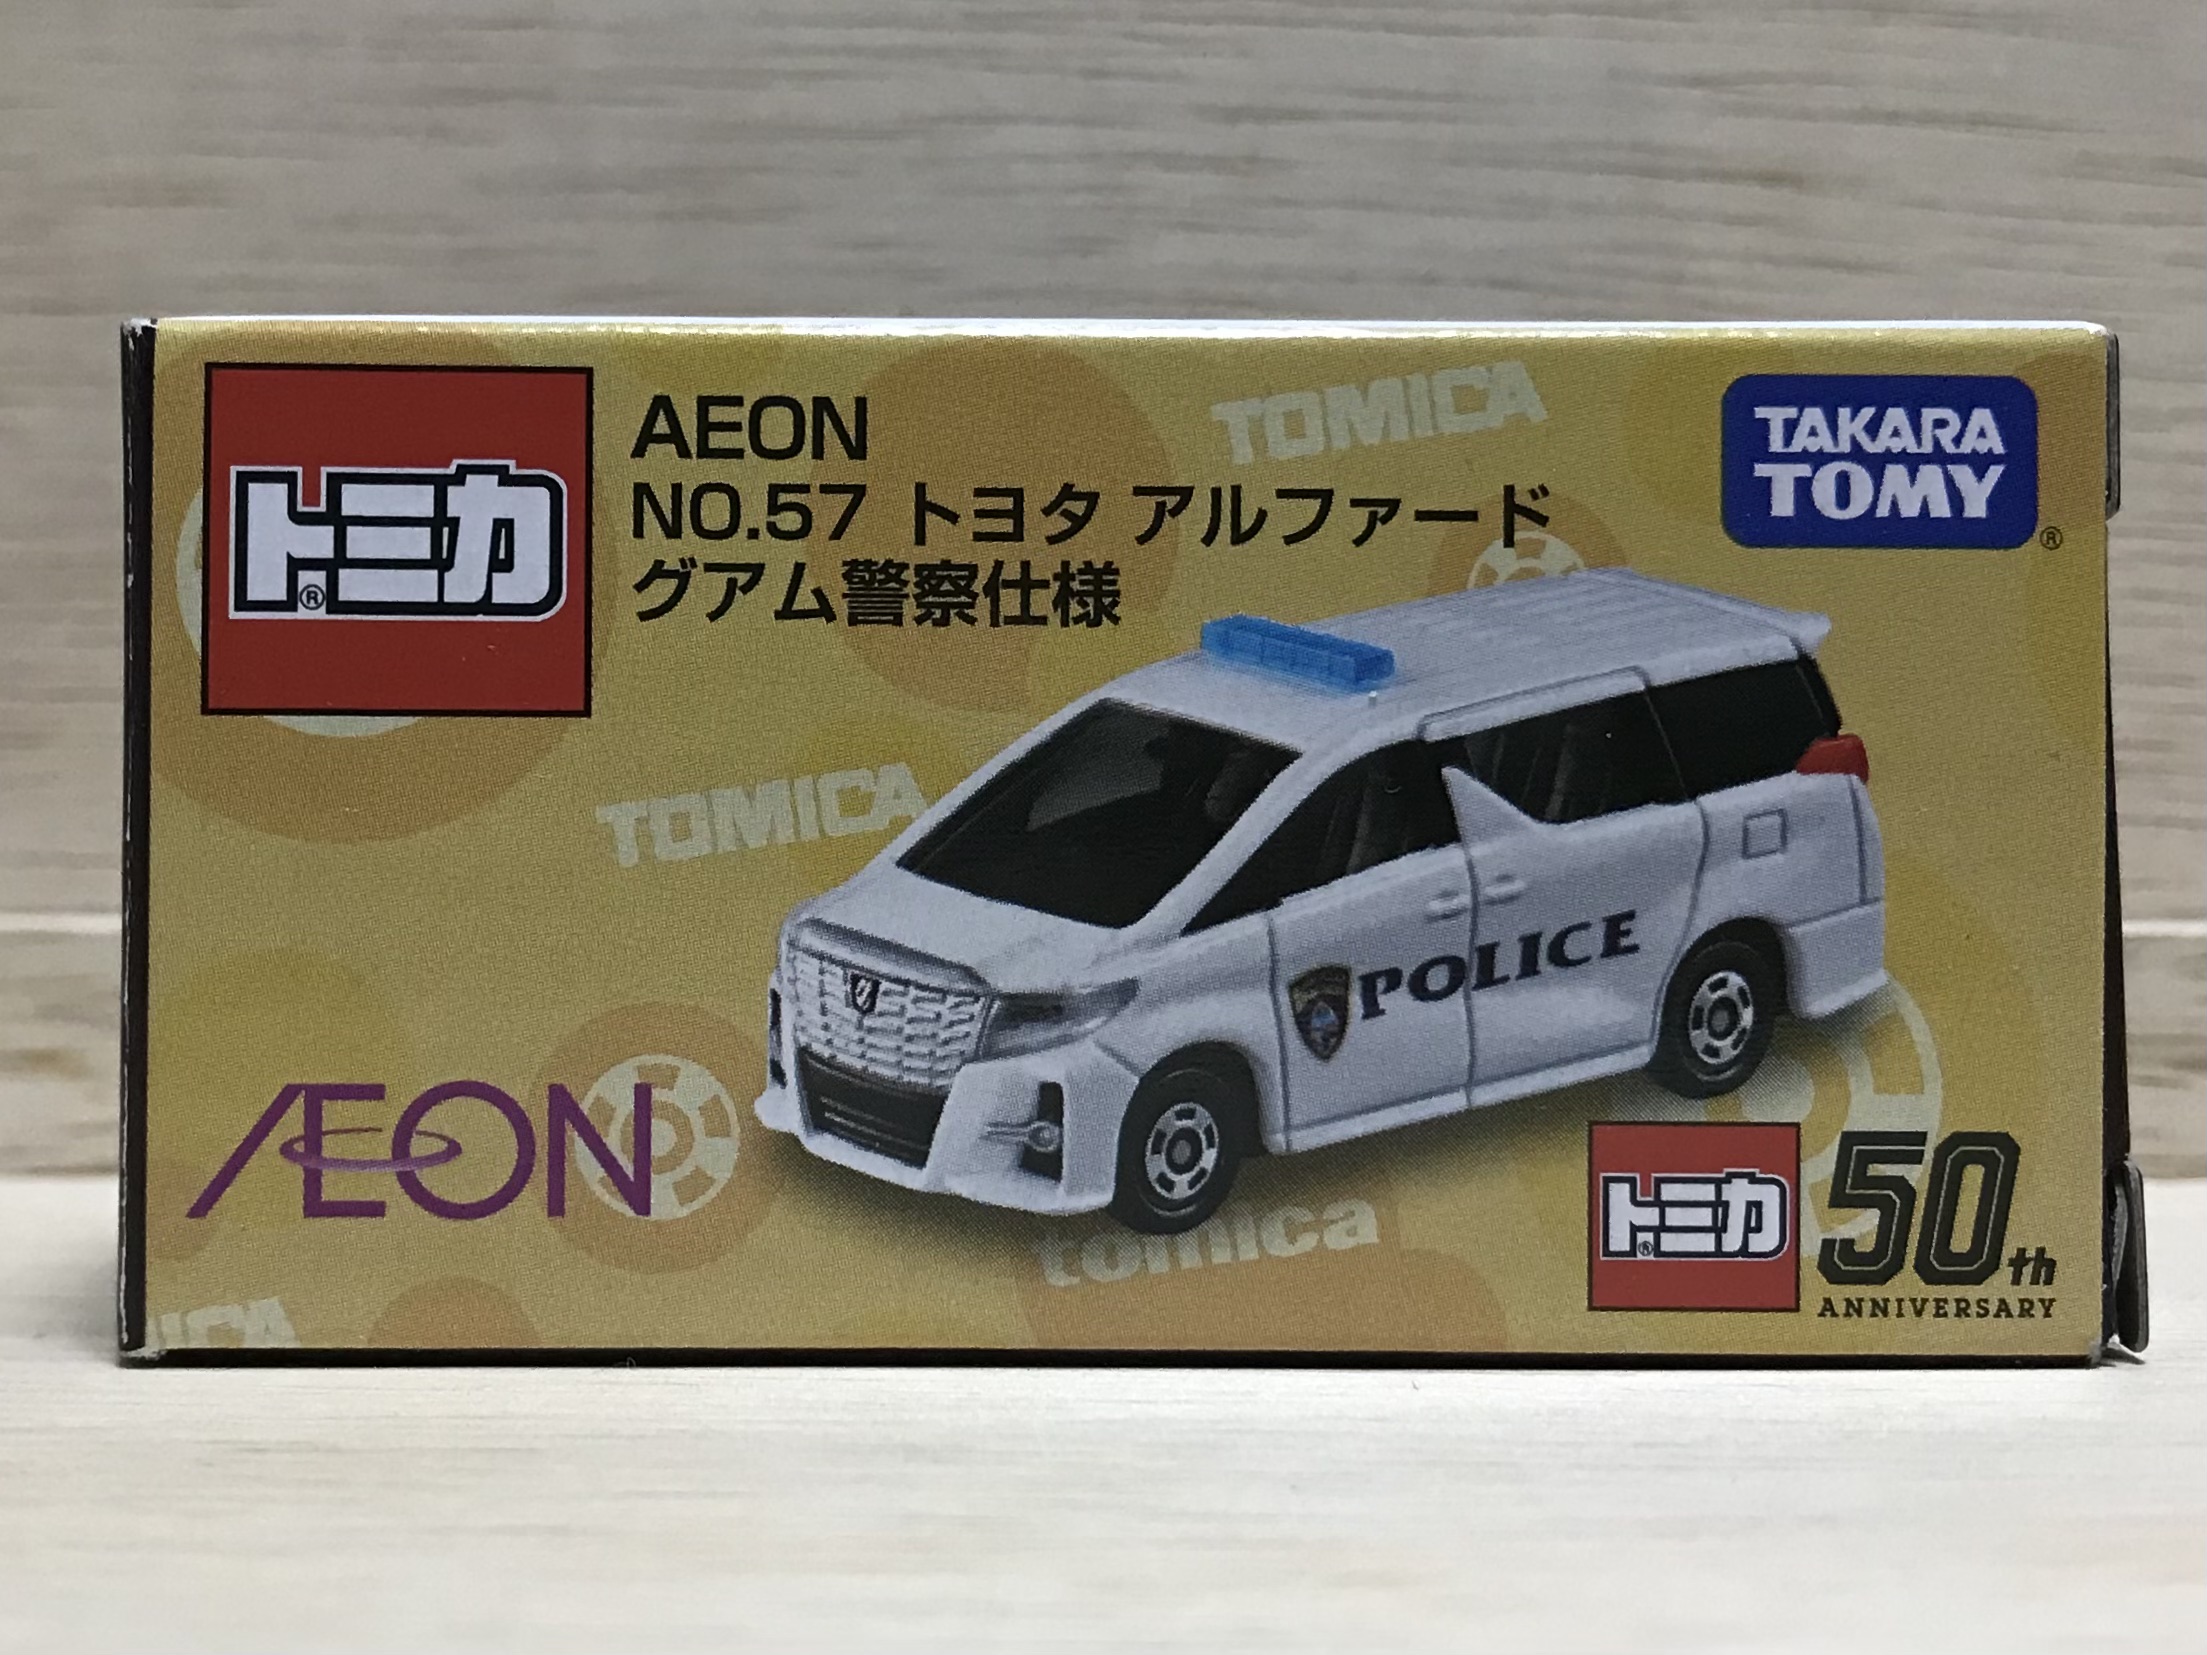 トミカ®
AEON
NO.57 トヨタ アルファード
グアム警察仕様
TOMICA
TAKARA
TOMY®
TOMICA
POLICE
AEON
トミカ®
50th
ANNIVERSARY
tomica
ICA